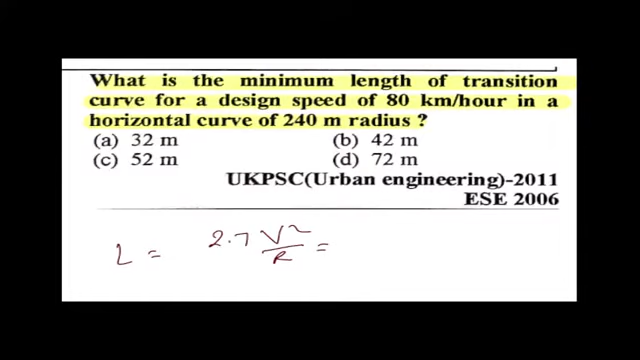 What is the minimum length of transition
curve for a design speed of 80 km/hour in a
horizontal curve of 240 m radius ?
(a) 32 m (b) 42 m
(c) 52 m (d) 72 m
UKPSC(Urban engineering)-2011
ESE 2006
L = 2.7 V²/R =